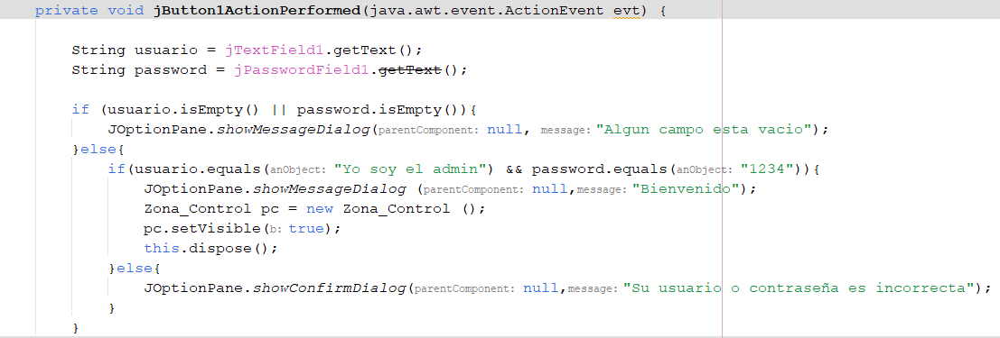 private void jButton1ActionPerformed(java.awt.event.ActionEvent evt) {
String usuario = jTextField1.getText();
String password = jPasswordField1.getText();
if (usuario.isEmpty() || password.isEmpty()){
JOptionPane.showMessageDialog(parentComponent: null, message: "Algun campo esta vacio");
}else{
if(usuario.equals(anObject: "Yo soy el admin") && password.equals(anObject: "1234")){
JOptionPane.showMessageDialog (parentComponent: null,message: "Bienvenido");
Zona_Control pc = new Zona_Control ();
pc.setVisible(b: true);
this.dispose();
}else{
JOptionPane.showConfirmDialog(parentComponent: null,message: "Su usuario o contraseña es incorrecta");
}
}